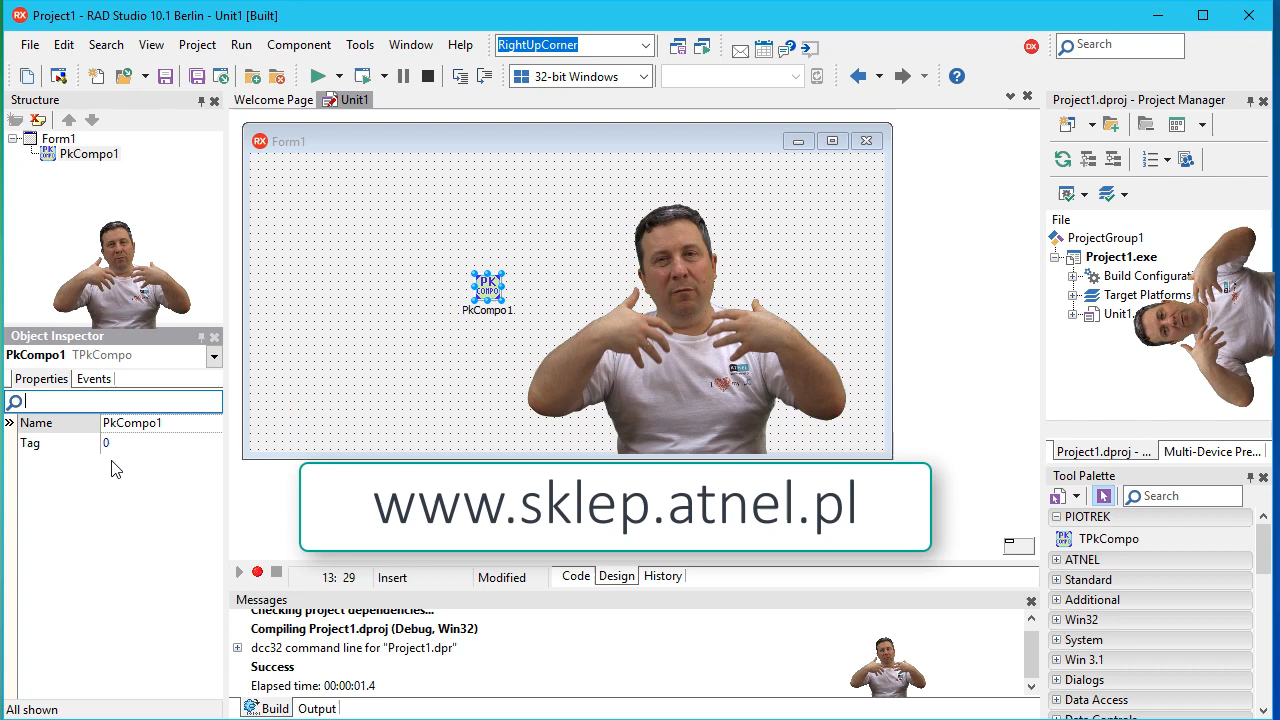 Project1 - RAD Studio 10.1 Berlin - Unit1 [Built]
File Edit Search View Project Run Component Tools Window Help
RightUpCorner
Search
32-bit Windows
Structure
Form1
PkCompo1
Welcome Page Unit1
Form1
PK
COMPO
PkCompo1
ATNEL
I my
Project1.dproj - Project Manager
File
ProjectGroup1
Project1.exe
Build Configurat
Target Platforms
Unit1.
Project1.dproj - ... Multi-Device Pre...
Object Inspector
PkCompo1 TPkCompo
Properties Events
Name PkCompo1
Tag 0
All shown
www.sklep.atnel.pl
13: 29 Insert Modified Code Design History
Messages
Checking project dependencies...
Compiling Project1.dproj (Debug, Win32)
dcc32 command line for "Project1.dpr"
Success
Elapsed time: 00:00:01.4
Build Output
Tool Palette
Search
PIOTREK
TPkCompo
ATNEL
Standard
Additional
Win32
System
Win 3.1
Dialogs
Data Access
Data Controls